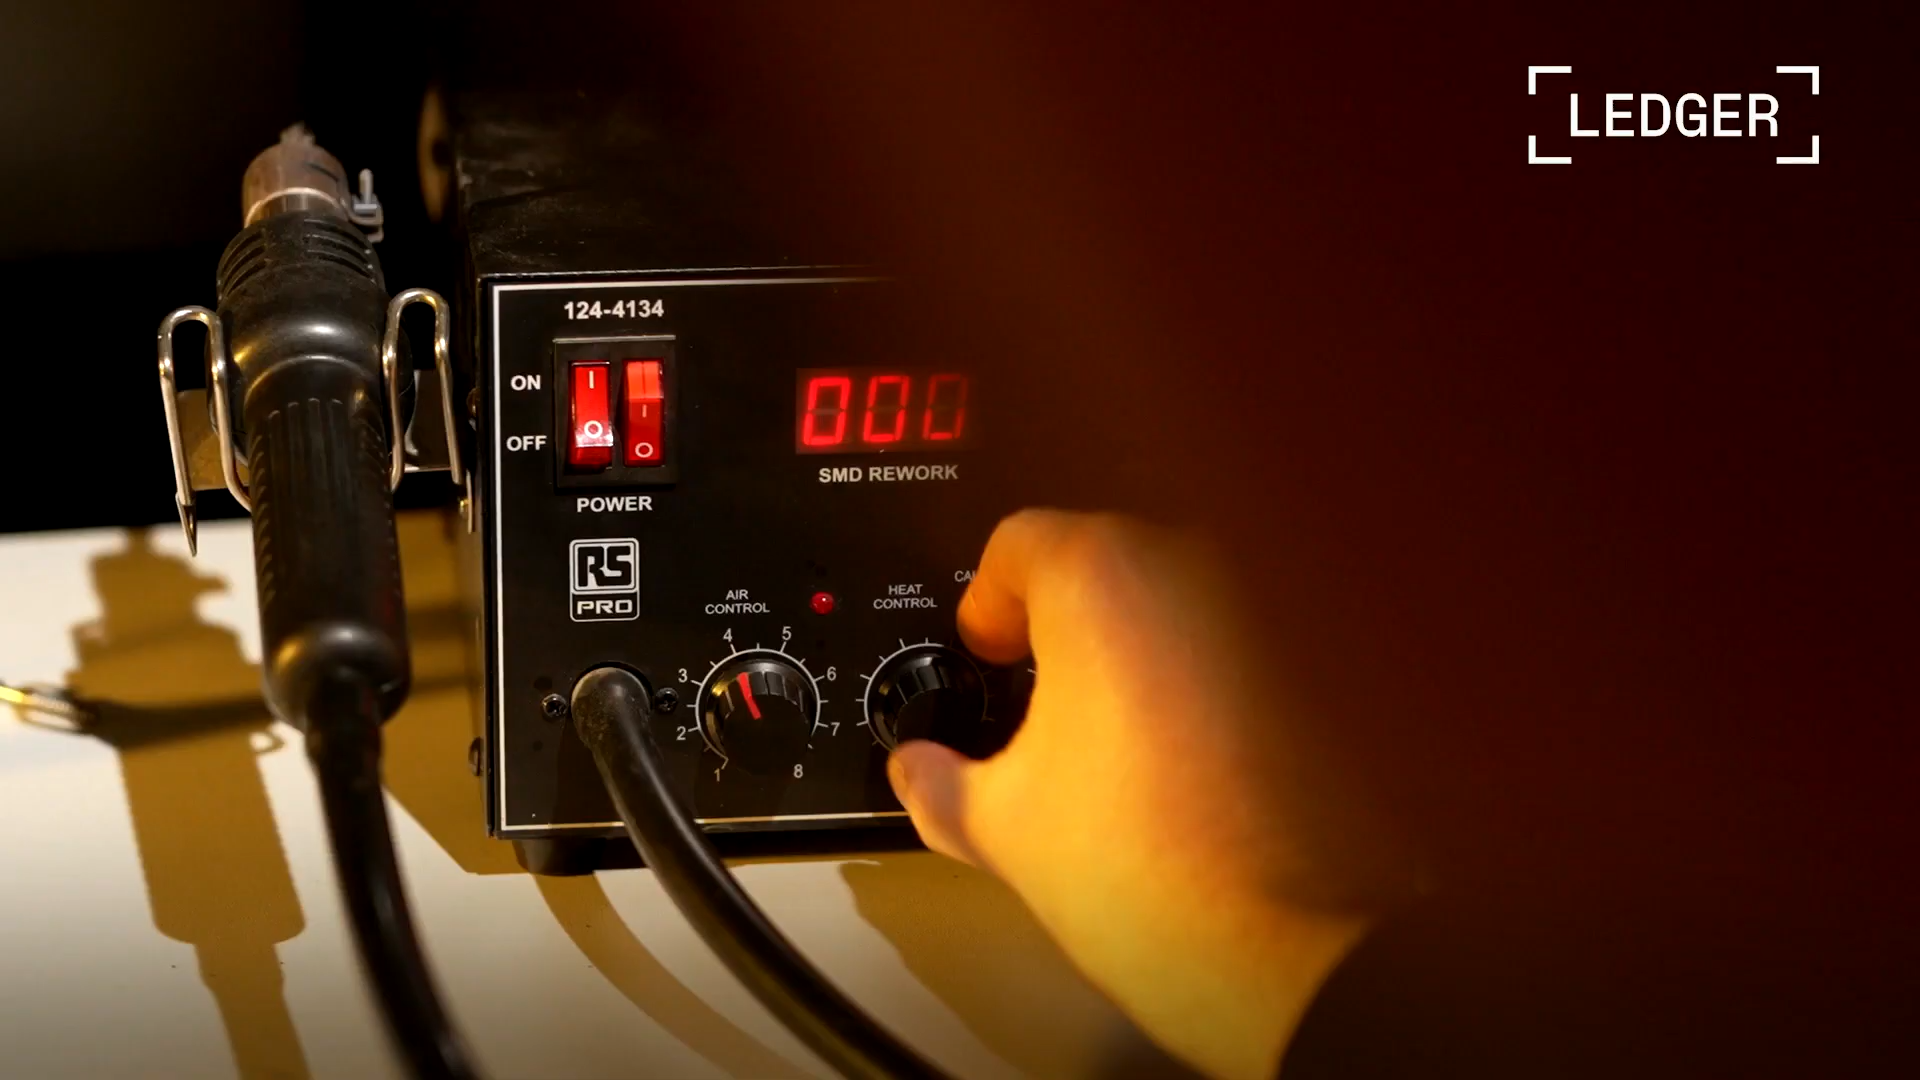 LEDGER
124-4134
ON
OFF
POWER
000
SMD REWORK
RS
PRO
AIR
CONTROL
HEAT
CONTROL
1
2
3
4
5
6
7
8